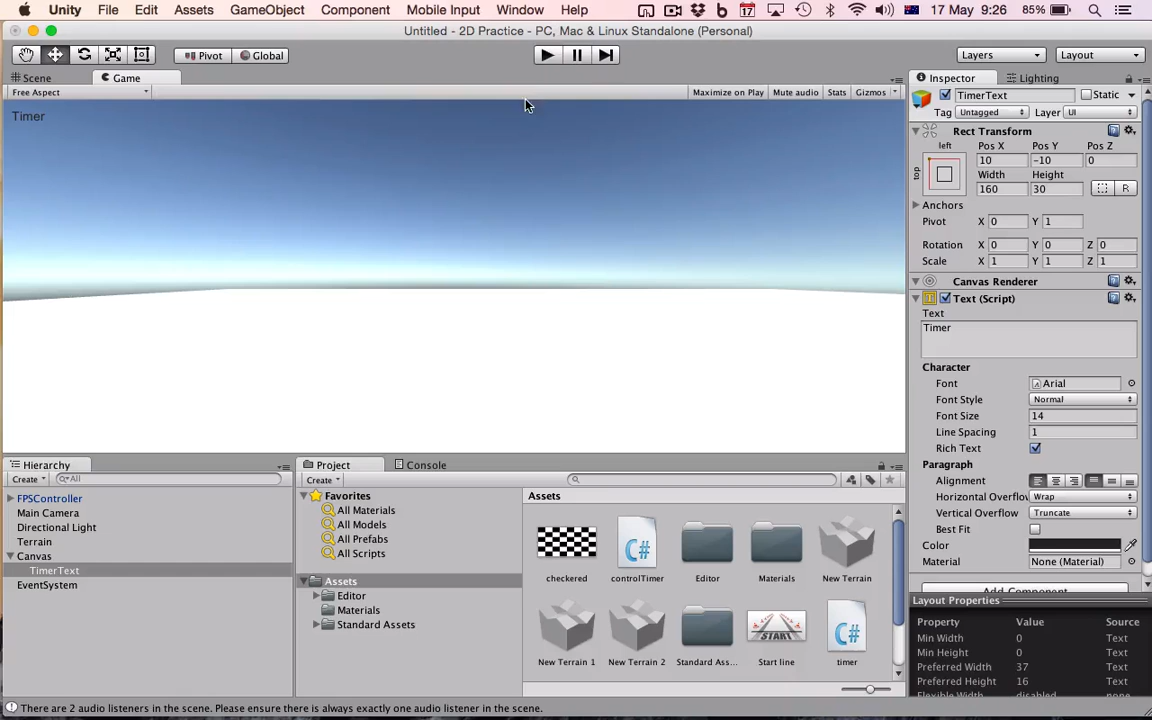 Unity File Edit Assets GameObject Component Mobile Input Window Help 17 May 9:26 85%
Untitled - 2D Practice - PC, Mac & Linux Standalone (Personal)
Pivot Global Layers Layout
Scene Game Inspector Lighting
Free Aspect Maximize on Play Mute audio Stats Gizmos
TimerText Static
Tag Untagged Layer UI
Timer
Rect Transform
left Pos X Pos Y Pos Z
top 10 -10 0
Width Height
160 30 R
Anchors
Pivot X 0 Y 1
Rotation X 0 Y 0 Z 0
Scale X 1 Y 1 Z 1
Canvas Renderer
Text (Script)
Text
Timer
Character
Font Arial
Font Style Normal
Font Size 14
Line Spacing 1
Rich Text
Paragraph
Alignment
Horizontal Overflow Wrap
Vertical Overflow Truncate
Best Fit
Color
Material None (Material)
Add Component
Layout Properties
Property Value Source
Min Width 0 Text
Min Height 0 Text
Preferred Width 37 Text
Preferred Height 16 Text
Flexible Width disabled none
Hierarchy
Create All
FPSController
Main Camera
Directional Light
Terrain
Canvas
TimerText
EventSystem
Project Console
Create
Favorites
All Materials
All Models
All Prefabs
All Scripts
Assets
Editor
Materials
Standard Assets
Assets
C#
checkered controlTimer Editor Materials New Terrain
START C#
New Terrain 1 New Terrain 2 Standard Ass... Start line timer
There are 2 audio listeners in the scene. Please ensure there is always exactly one audio listener in the scene.